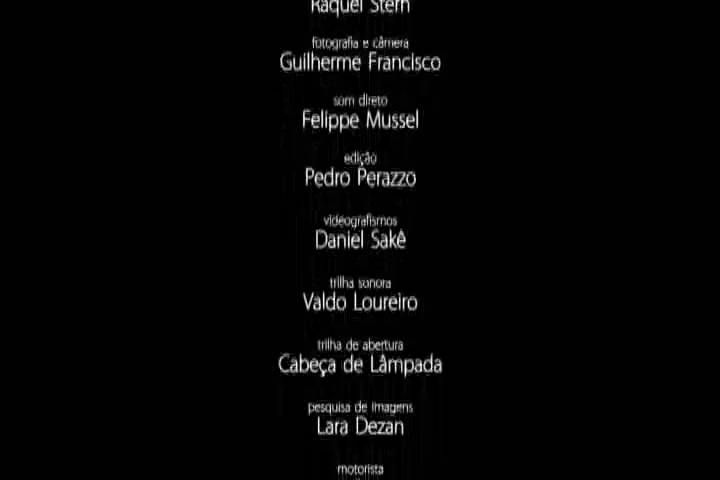 Raquel Stern
fotografia e câmera
Guilherme Francisco
som direto
Felippe Mussel
edição
Pedro Perazzo
videografismos
Daniel Sakê
trilha sonora
Valdo Loureiro
trilha de abertura
Cabeça de Lâmpada
pesquisa de imagens
Lara Dezan
motorista